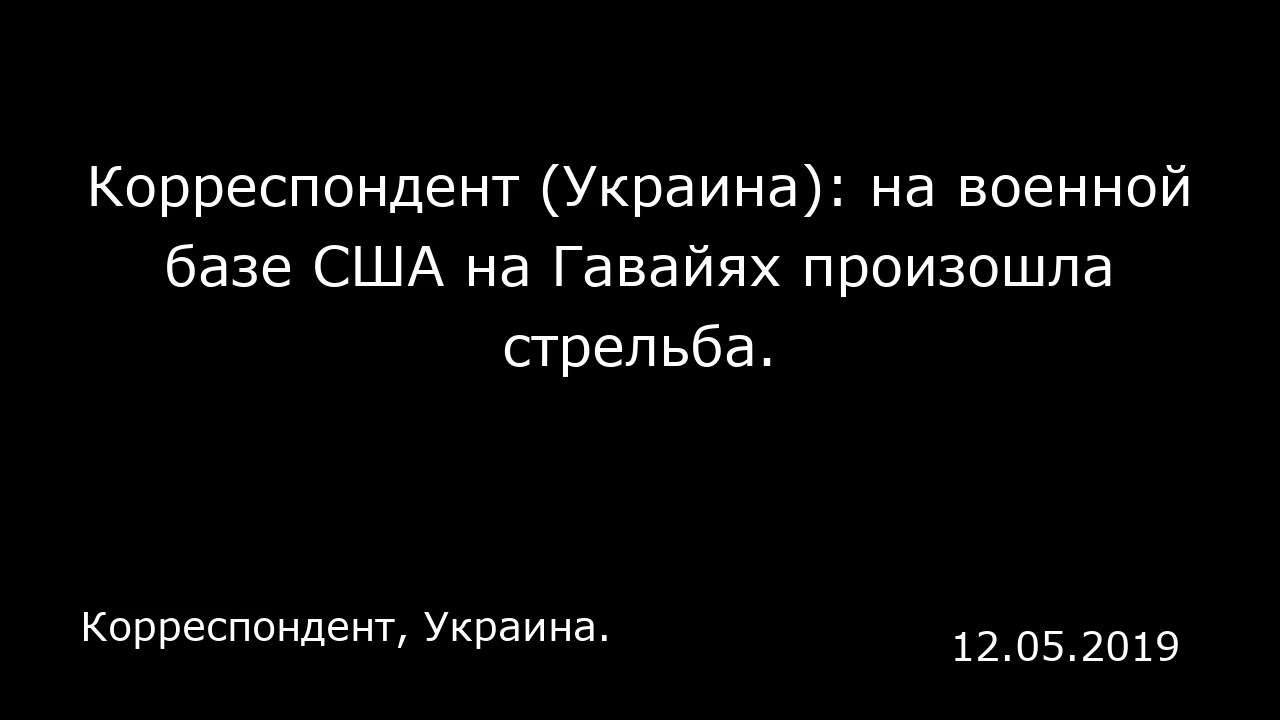 Корреспондент (Украина): на военной
базе США на Гавайях произошла
стрельба.
Корреспондент, Украина.
12.05.2019